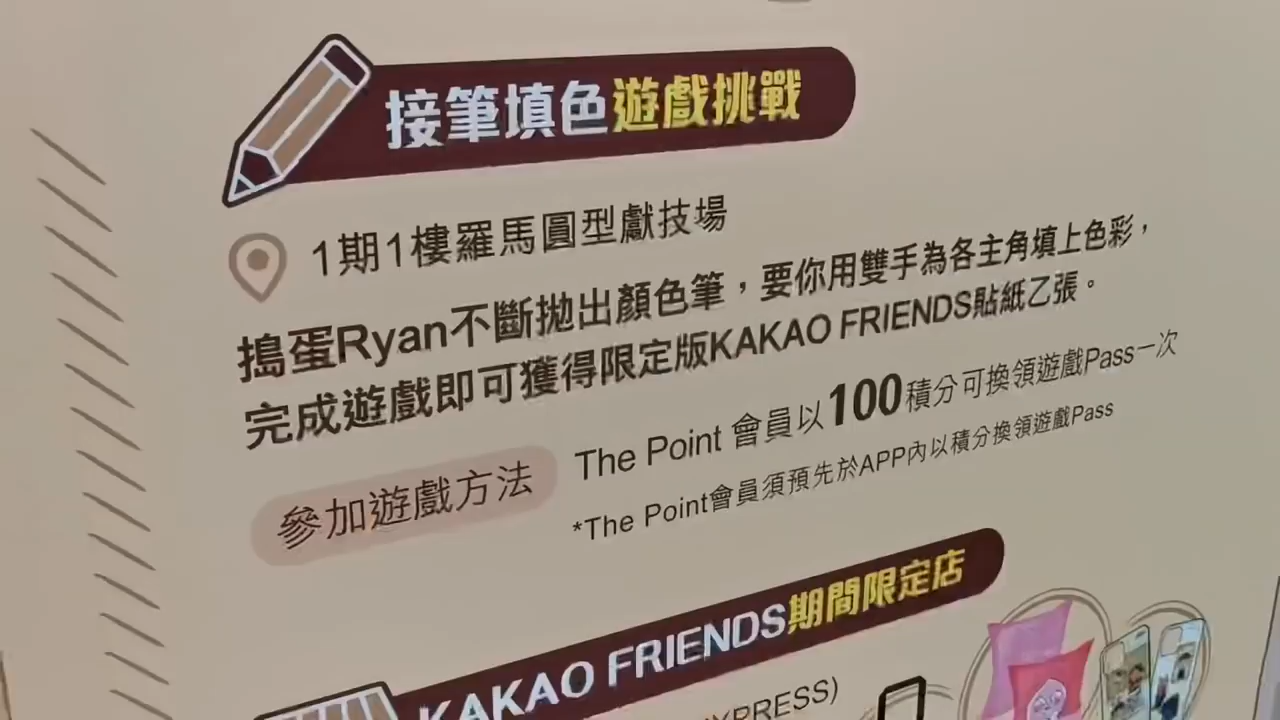 接筆填色遊戲挑戰
1期1樓羅馬圓型獻技場
搗蛋Ryan不斷拋出顏色筆，要你用雙手為各主角填上色彩，
完成遊戲即可獲得限定版KAKAO FRIENDS貼紙乙張。
參加遊戲方法
The Point 會員以100積分可換領遊戲Pass一次
*The Point會員須預先於APP內以積分換領遊戲Pass
KAKAO FRIENDS期間限定店